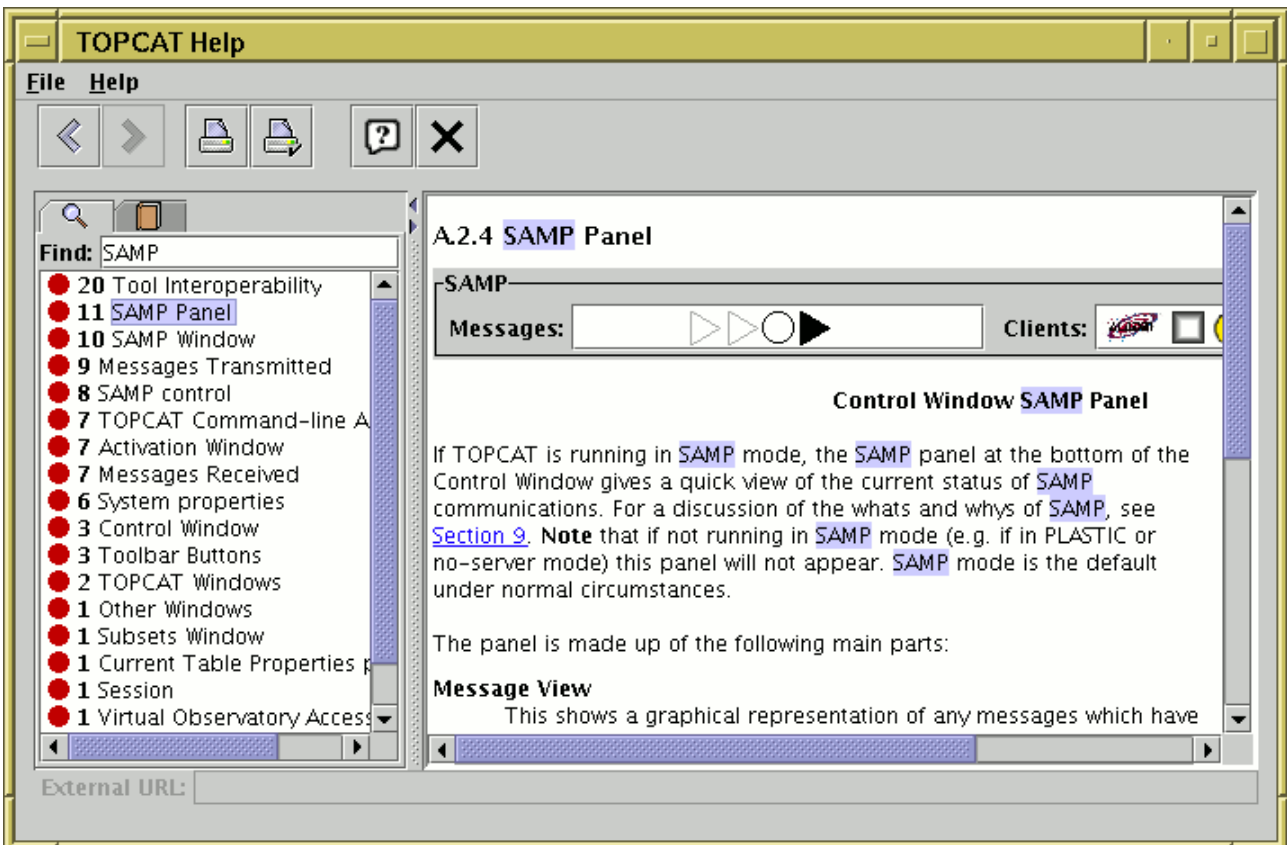 TOPCAT Help
File Help
Find: SAMP
20 Tool Interoperability
11 SAMP Panel
10 SAMP Window
9 Messages Transmitted
8 SAMP control
7 TOPCAT Command-line A
7 Activation Window
7 Messages Received
6 System properties
3 Control Window
3 Toolbar Buttons
2 TOPCAT Windows
1 Other Windows
1 Subsets Window
1 Current Table Properties p
1 Session
1 Virtual Observatory Access
A.2.4 SAMP Panel
SAMP
Messages: Clients:
Control Window SAMP Panel
If TOPCAT is running in SAMP mode, the SAMP panel at the bottom of the
Control Window gives a quick view of the current status of SAMP
communications. For a discussion of the whats and whys of SAMP, see
Section 9. Note that if not running in SAMP mode (e.g. if in PLASTIC or
no-server mode) this panel will not appear. SAMP mode is the default
under normal circumstances.
The panel is made up of the following main parts:
Message View
This shows a graphical representation of any messages which have
External URL: